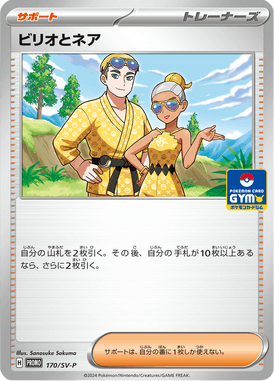 サポート
トレーナーズ
ビリオとネア
POKÉMON CARD
GYM
ポケモンカードジム
自分の山札を2枚引く。その後、自分の手札が10枚以上あるなら、さらに2枚引く。
Illus. Sanosuke Sakuma
H PROMO 170/SV-P
サポートは、自分の番に1枚しか使えない。
©2024 Pokémon/Nintendo/Creatures/GAME FREAK.